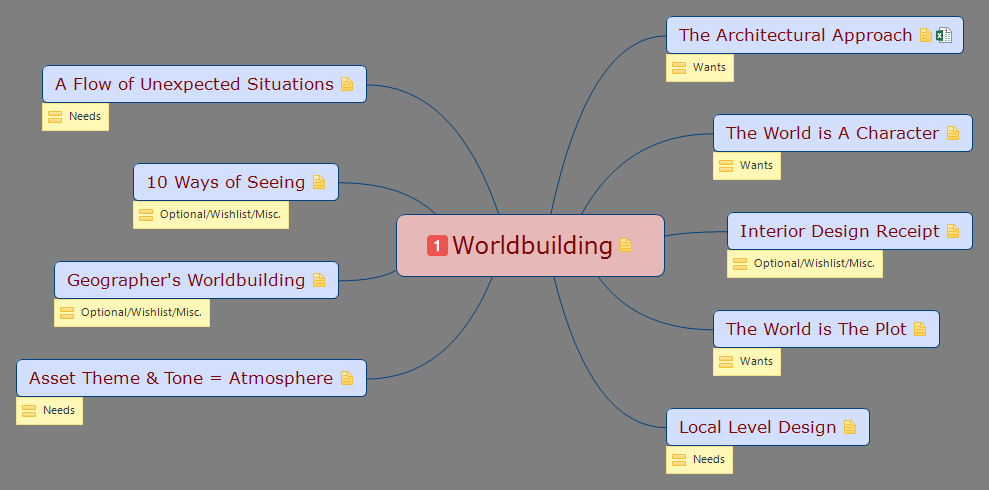 The Architectural Approach
Wants
A Flow of Unexpected Situations
Needs
The World is A Character
Wants
10 Ways of Seeing
Optional/Wishlist/Misc.
Interior Design Receipt
Optional/Wishlist/Misc.
1 Worldbuilding
Geographer's Worldbuilding
Optional/Wishlist/Misc.
The World is The Plot
Wants
Asset Theme & Tone = Atmosphere
Needs
Local Level Design
Needs